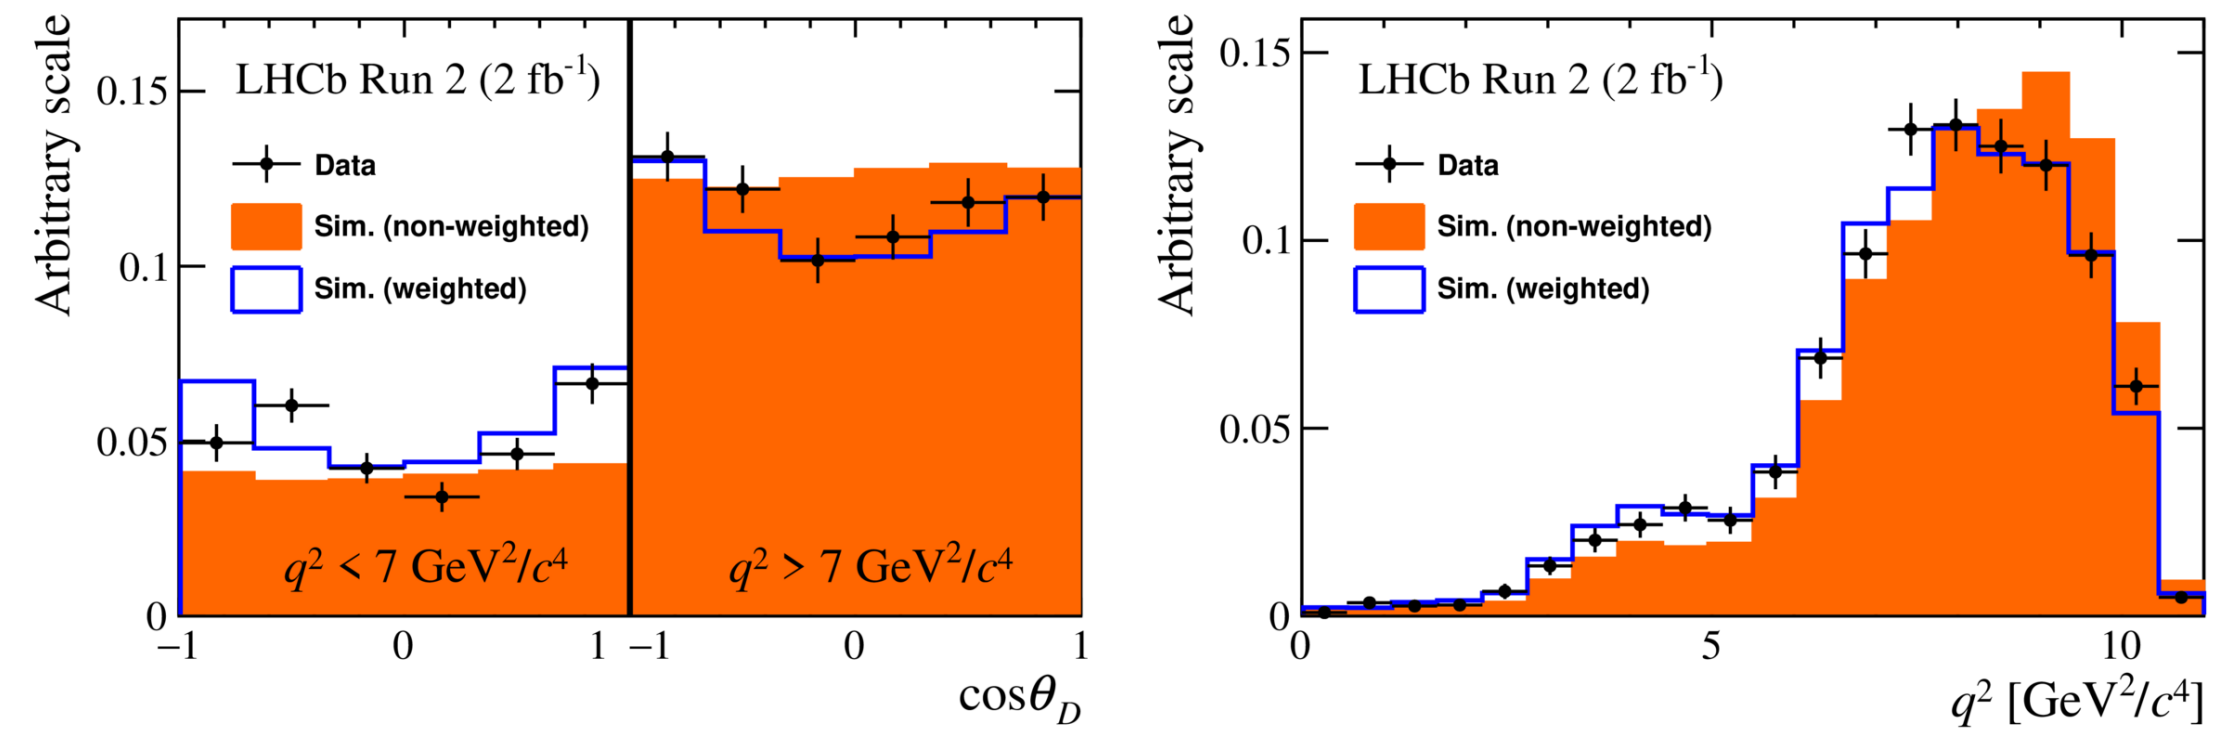 Arbitrary scale
0.15
0.1
0.05
0
LHCb Run 2 (2 fb⁻¹)
Data
Sim. (non-weighted)
Sim. (weighted)
q² < 7 GeV²/c⁴
q² > 7 GeV²/c⁴
−1 0 1 −1 0 1
cosθ_D
Arbitrary scale
0.15
0.1
0.05
0
LHCb Run 2 (2 fb⁻¹)
Data
Sim. (non-weighted)
Sim. (weighted)
0 5 10
q² [GeV²/c⁴]